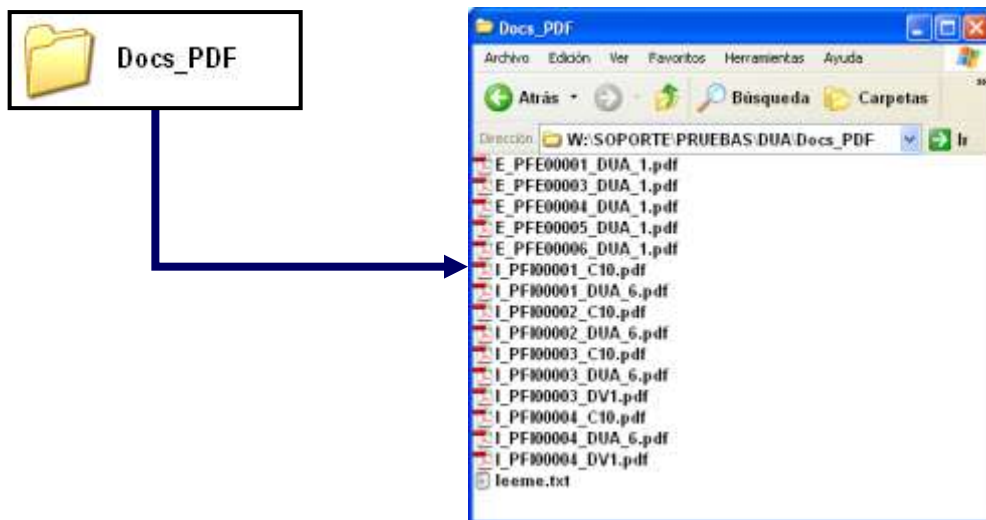 Docs_PDF
Docs_PDF
Archivo Edición Ver Favoritos Herramientas Ayuda
Atrás Búsqueda Carpetas
Dirección W:\SOPORTE\PRUEBAS\DUA\Docs_PDF Ir
E_PFE00001_DUA_1.pdf
E_PFE00003_DUA_1.pdf
E_PFE00004_DUA_1.pdf
E_PFE00005_DUA_1.pdf
E_PFE00006_DUA_1.pdf
I_PFI00001_C10.pdf
I_PFI00001_DUA_6.pdf
I_PFI00002_C10.pdf
I_PFI00002_DUA_6.pdf
I_PFI00003_C10.pdf
I_PFI00003_DUA_6.pdf
I_PFI00003_DV1.pdf
I_PFI00004_C10.pdf
I_PFI00004_DUA_6.pdf
I_PFI00004_DV1.pdf
leeme.txt